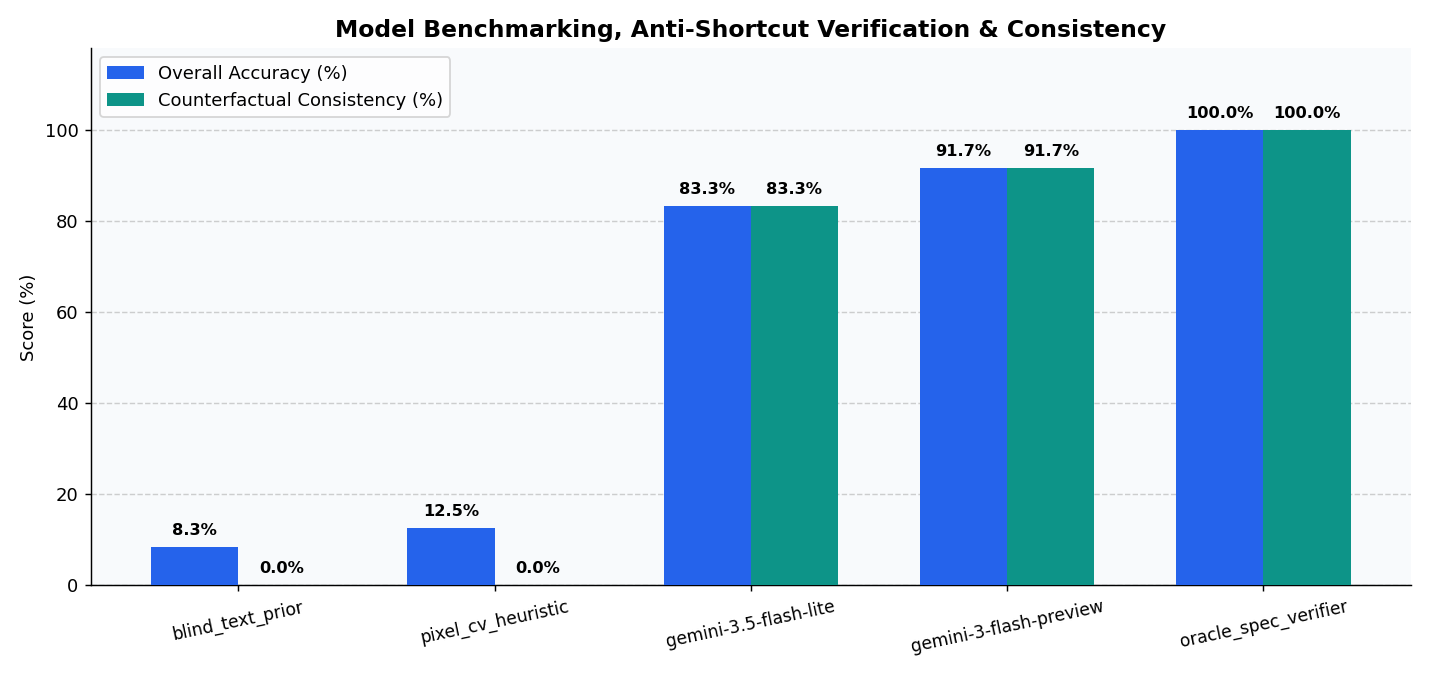 Model Benchmarking, Anti-Shortcut Verification & Consistency
Overall Accuracy (%)
Counterfactual Consistency (%)
Score (%)
100
80
60
40
20
0
8.3%
0.0%
12.5%
0.0%
83.3%
83.3%
91.7%
91.7%
100.0%
100.0%
blind_text_prior
pixel_cv_heuristic
gemini-3.5-flash-lite
gemini-3-flash-preview
oracle_spec_verifier